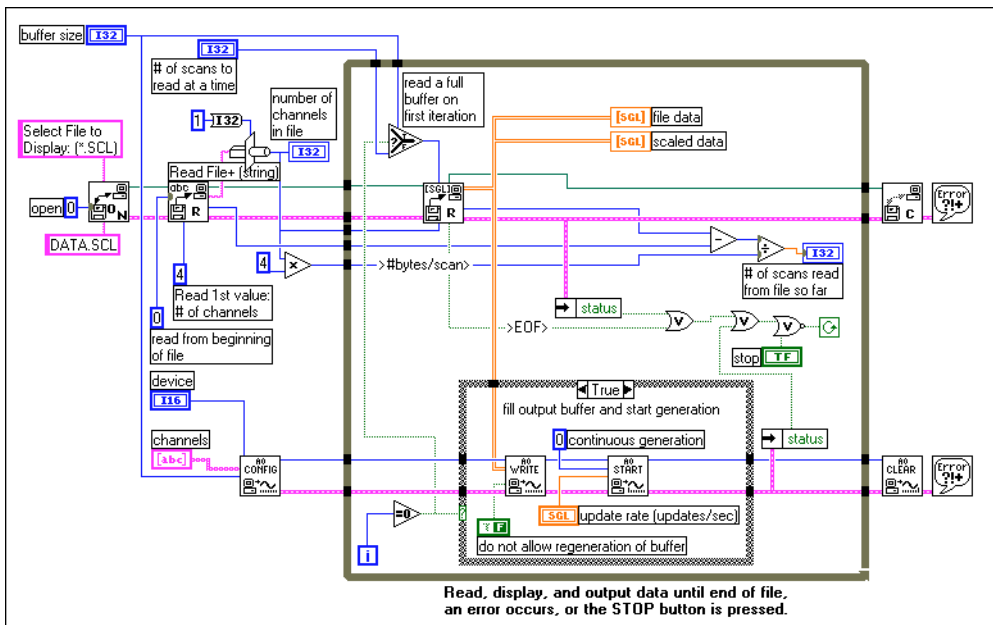 buffer size
I32
I32
# of scans to
read at a time
read a full
buffer on
first iteration
number of
channels
in file
1
I32
I32
[SGL]
file data
[SGL]
scaled data
Select File to
Display: (*.SCL)
Read File+ (string)
abc
R
[SGL]
R
open
0
O
N
C
Error
?!+
DATA.SCL
4
>#bytes/scan>
I32
# of scans read
from file so far
4
Read 1st value:
# of channels
0
read from beginning
of file
status
>EOF>
V
V
V
stop
TF
device
I16
True
fill output buffer and start generation
channels
[abc]
0
continuous generation
status
AO
CONFIG
AO
WRITE
AO
START
AO
CLEAR
Error
?!+
=0
?
i
F
SGL
update rate (updates/sec)
do not allow regeneration of buffer
Read, display, and output data until end of file,
an error occurs, or the STOP button is pressed.